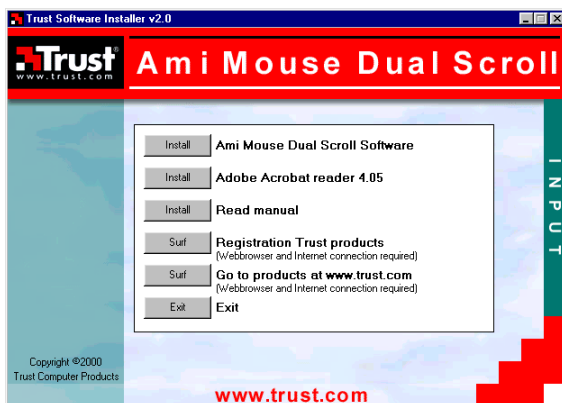 Trust Software Installer v2.0
Trust
www.trust.com
Ami Mouse Dual Scroll
Install Ami Mouse Dual Scroll Software
Install Adobe Acrobat reader 4.05
Install Read manual
Surf Registration Trust products
(Webbrowser and Internet connection required)
Surf Go to products at www.trust.com
(Webbrowser and Internet connection required)
Exit Exit
INPUT
Copyright ©2000
Trust Computer Products
www.trust.com